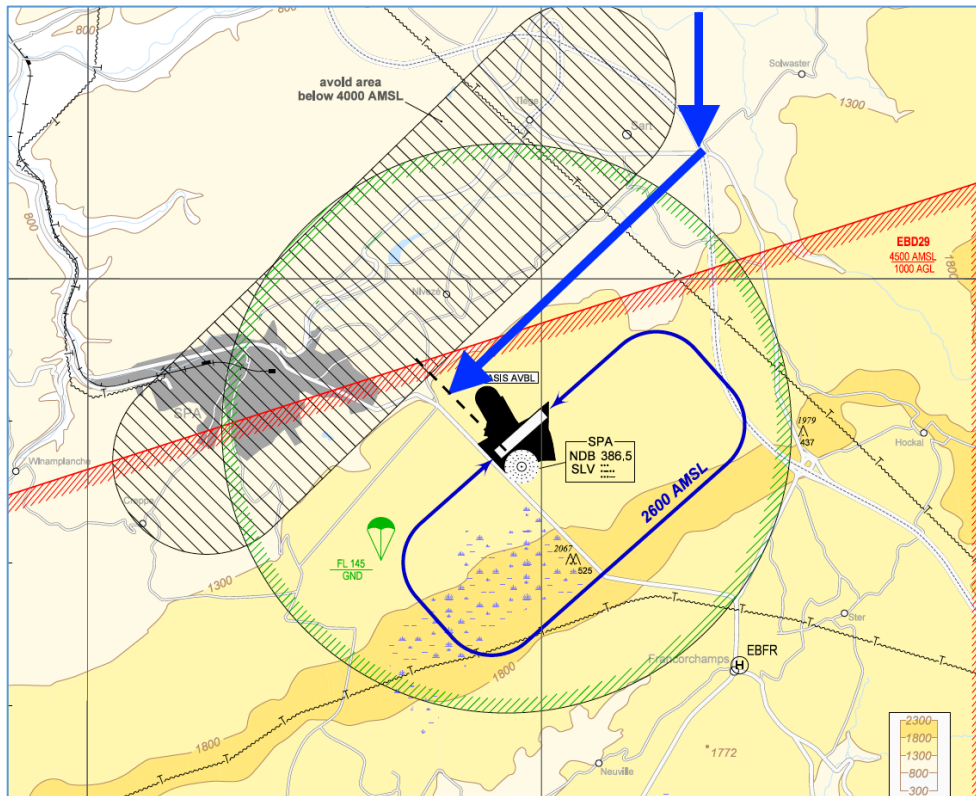 800
800
avoid area
below 4000 AMSL
Tiège
Solwaster
1300
Sart
EBD29
4500 AMSL
1000 AGL
1800
800
Nivezé
ASIS AVBL
SPA
SPA
NDB 386,5
SLV
1979
437
Hockai
Winamplanche
Creppe
2600 AMSL
FL 145
GND
2067
525
1300
Ster
Francorchamps
H
EBFR
1800
1800
1772
Neuville
2300
1800
1300
800
300